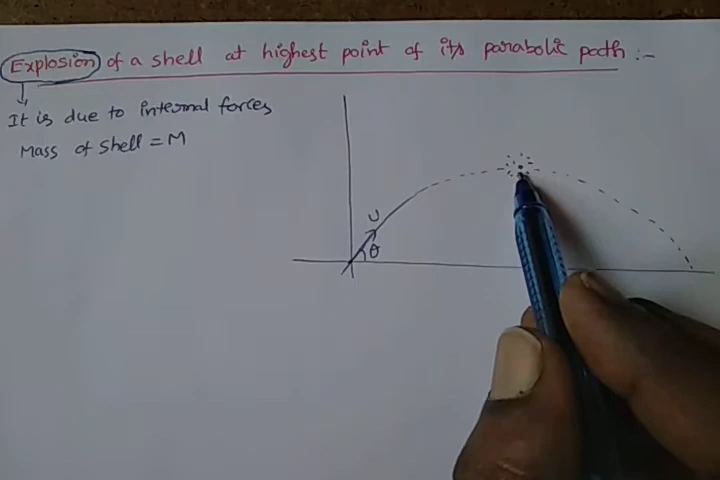 Explosion of a shell at highest point of its parabolic path :-
It is due to internal forces
Mass of shell = M
U
θ